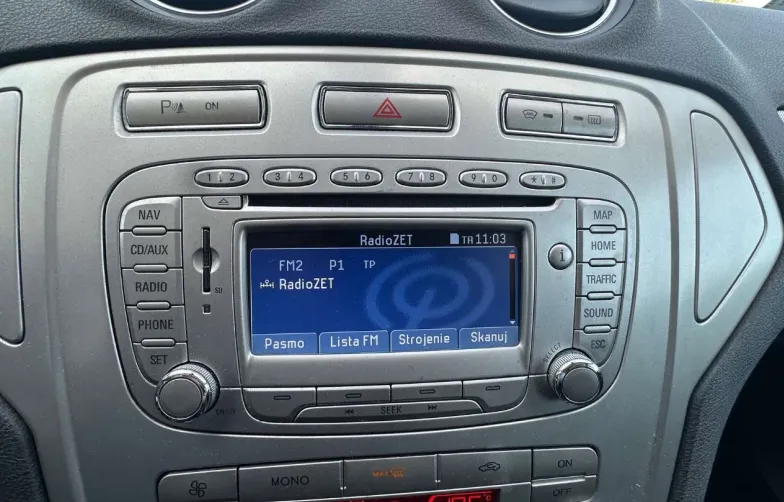 P ON
1 2 3 4 5 6 7 8 9 0 * #
NAV
CD/AUX
RADIO
PHONE
SET
SD
RadioZET TA 11:03
FM2 P1 TP
RadioZET
Pasmo Lista FM Strojenie Skanuj
i
MAP
HOME
TRAFFIC
SOUND
ESC
SELECT
SEEK
MONO
ON
OFF